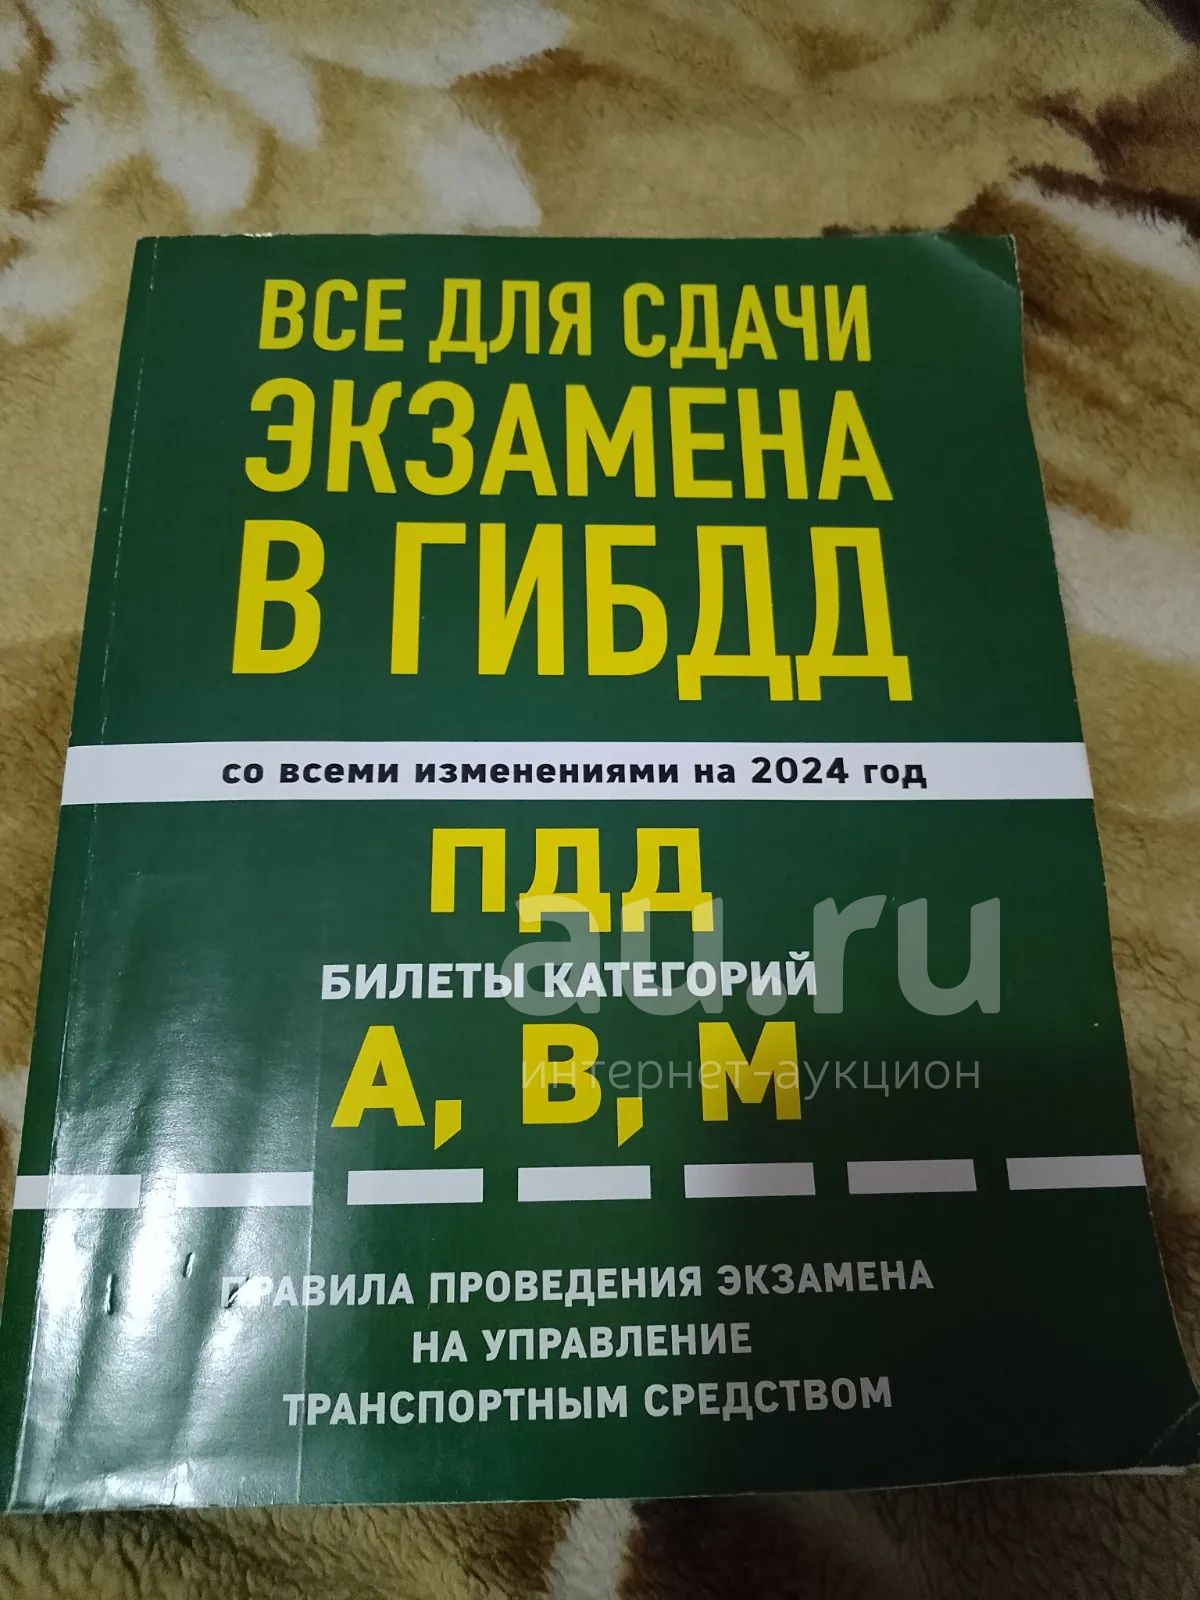 ВСЕ ДЛЯ СДАЧИ
ЭКЗАМЕНА
В ГИБДД
со всеми изменениями на 2024 год
ПДД
БИЛЕТЫ КАТЕГОРИЙ
А, В, М
ПРАВИЛА ПРОВЕДЕНИЯ ЭКЗАМЕНА
НА УПРАВЛЕНИЕ
ТРАНСПОРТНЫМ СРЕДСТВОМ
au.ru
интернет-аукцион